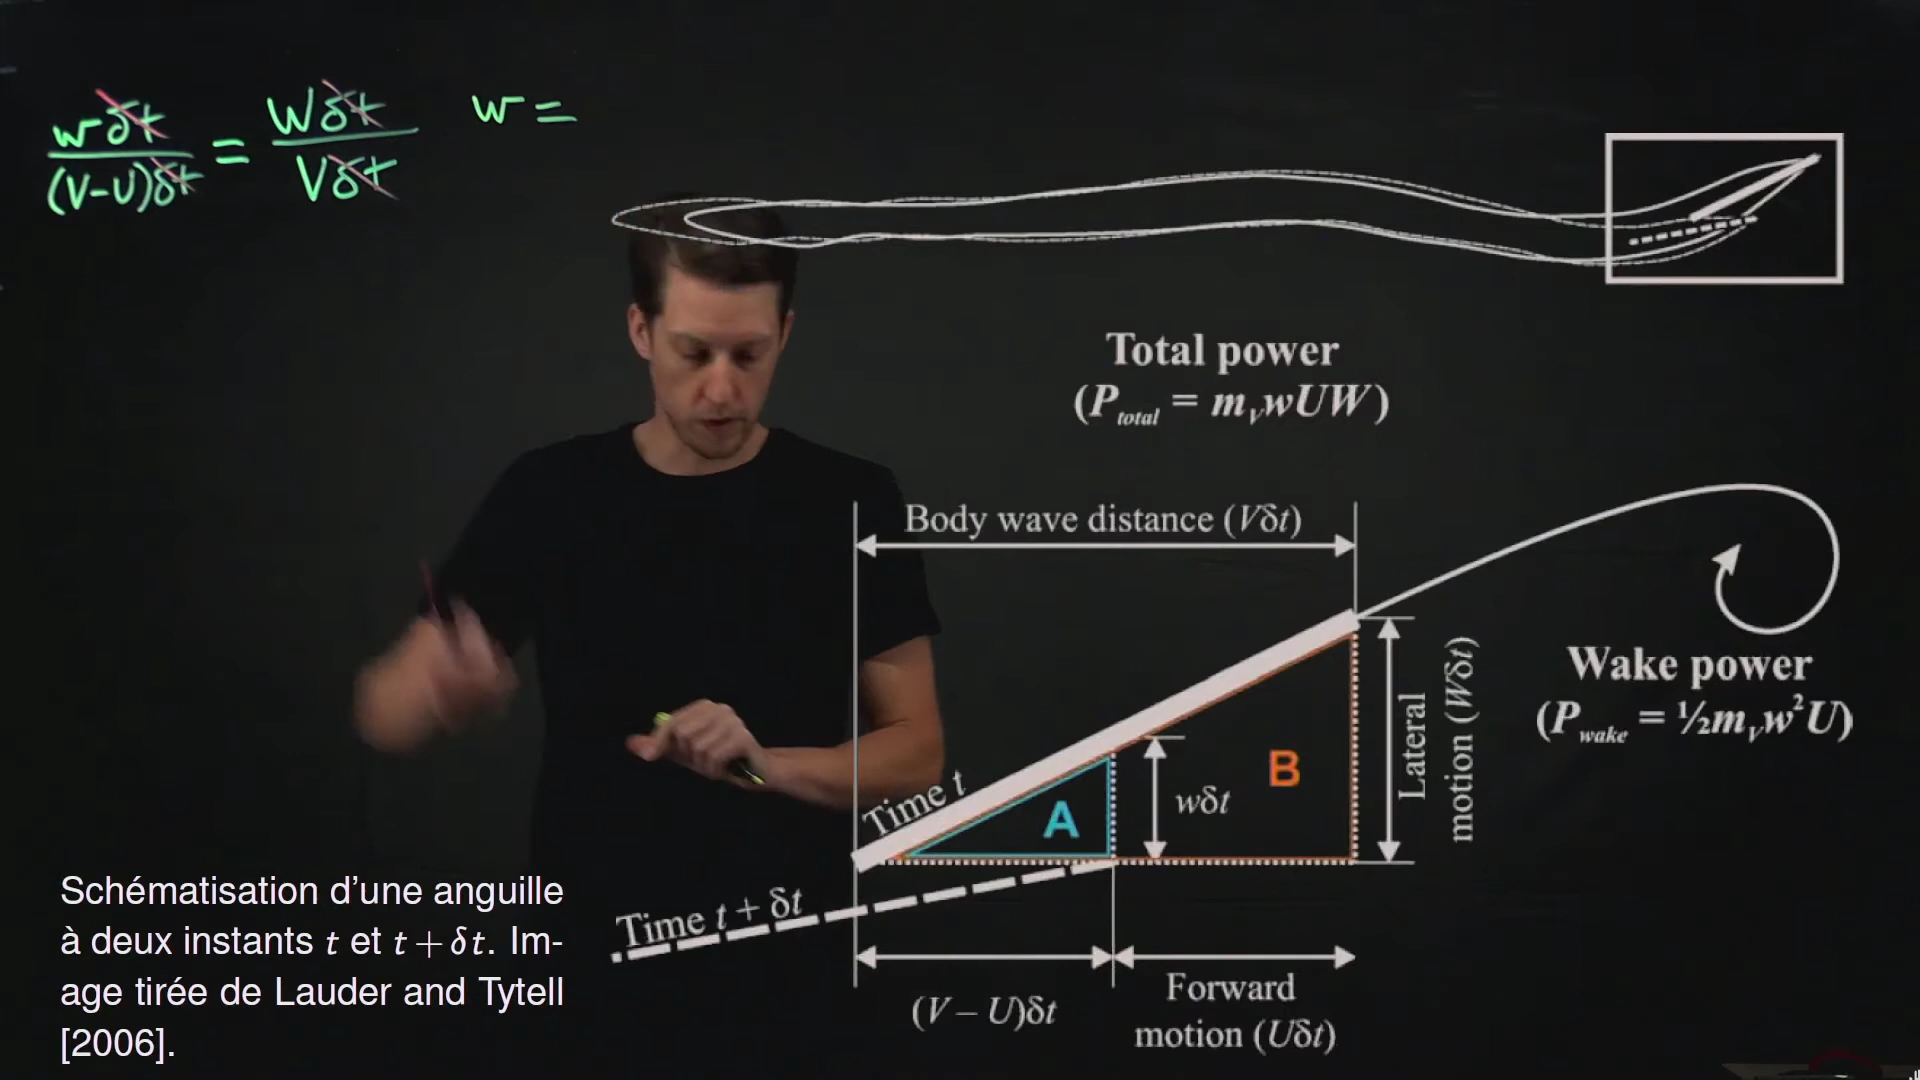 wδt / (V-U)δt = Wδt / Vδt    w =
Total power
(P_total = m_V wUW)
Body wave distance (Vδt)
Time t
A
wδt
B
Lateral
motion (Wδt)
Wake power
(P_wake = ½m_V w²U)
Time t + δt
(V – U)δt
Forward
motion (Uδt)
Schématisation d’une anguille
à deux instants t et t + δt. Im-
age tirée de Lauder and Tytell
[2006].